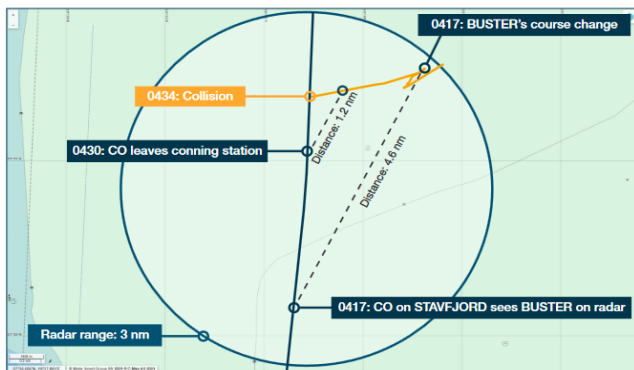 0417: BUSTER's course change
0434: Collision
Distance: 1.2 nm
0430: CO leaves conning station
Distance: 4.6 nm
0417: CO on STAVFJORD sees BUSTER on radar
Radar range: 3 nm